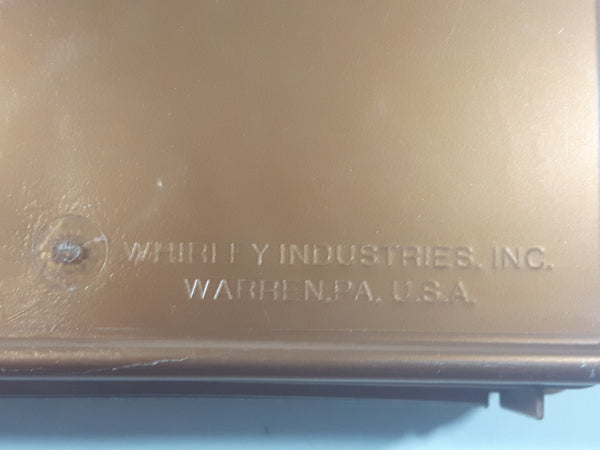 WHIRLEY INDUSTRIES, INC.
WARREN, PA. U.S.A.